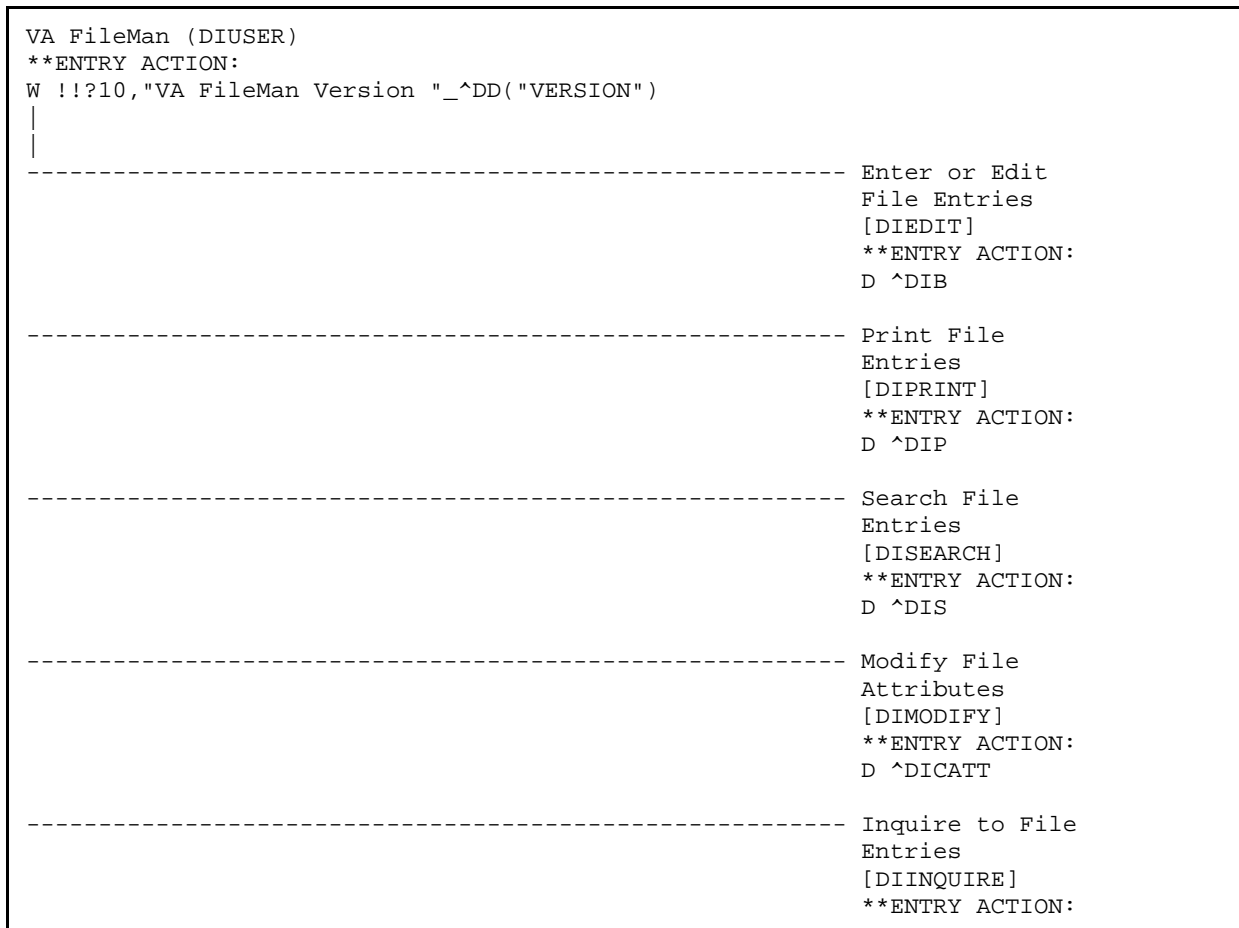 VA FileMan (DIUSER)
**ENTRY ACTION:
W !!?10,"VA FileMan Version "_^DD("VERSION")
|
|
--------------------------------------------------------- Enter or Edit
File Entries
[DIEDIT]
**ENTRY ACTION:
D ^DIB
--------------------------------------------------------- Print File
Entries
[DIPRINT]
**ENTRY ACTION:
D ^DIP
--------------------------------------------------------- Search File
Entries
[DISEARCH]
**ENTRY ACTION:
D ^DIS
--------------------------------------------------------- Modify File
Attributes
[DIMODIFY]
**ENTRY ACTION:
D ^DICATT
--------------------------------------------------------- Inquire to File
Entries
[DIINQUIRE]
**ENTRY ACTION: